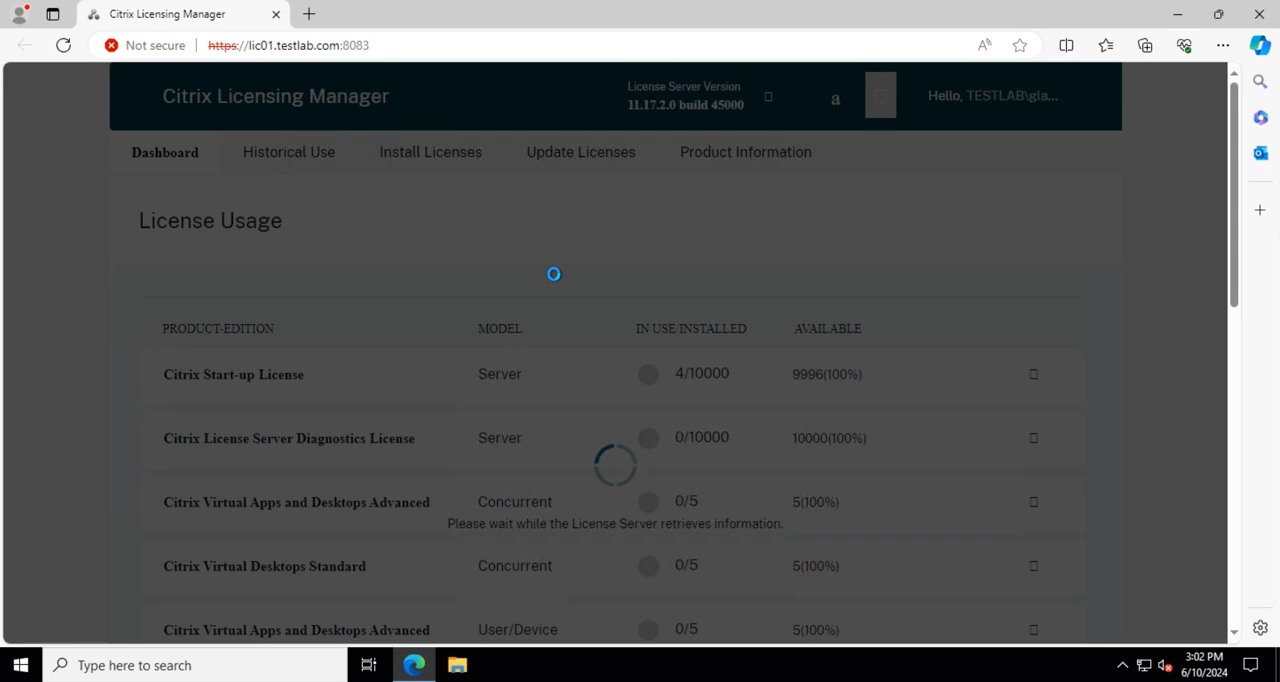 Citrix Licensing Manager
Not secure https://lic01.testlab.com:8083
Citrix Licensing Manager
License Server Version
11.17.2.0 build 45000
a
Hello, TESTLAB\gla...
Dashboard Historical Use Install Licenses Update Licenses Product Information
License Usage
PRODUCT-EDITION MODEL IN USE/INSTALLED AVAILABLE
Citrix Start-up License Server 4/10000 9996(100%)
Citrix License Server Diagnostics License Server 0/10000 10000(100%)
Citrix Virtual Apps and Desktops Advanced Concurrent 0/5 5(100%)
Please wait while the License Server retrieves information.
Citrix Virtual Desktops Standard Concurrent 0/5 5(100%)
Citrix Virtual Apps and Desktops Advanced User/Device 0/5 5(100%)
Type here to search
3:02 PM
6/10/2024